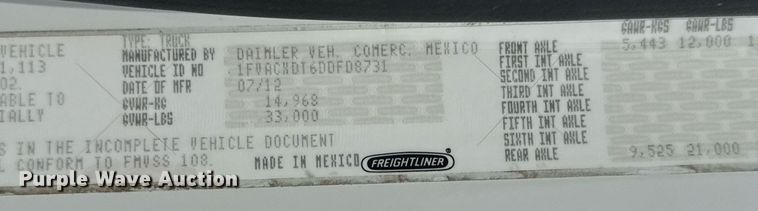 GAWR-KGS GAWR-LBS
VEHICLE TYPE: TRUCK FRONT AXLE 5,443 12,000 1
MANUFACTURED BY DAIMLER VEH. COMERC. MEXICO FIRST INT AXLE
1,113 VEHICLE ID NO 1FVACXDT6DDFD8731 SECOND INT AXLE
02. DATE OF MFR 07/12 THIRD INT AXLE
ABLE TO GVWR-KG 14,968 FOURTH INT AXLE
IALLY GVWR-LBS 33,000 FIFTH INT AXLE
S IN THE INCOMPLETE VEHICLE DOCUMENT SIXTH INT AXLE
L CONFORM TO FMVSS 108. MADE IN MEXICO FREIGHTLINER REAR AXLE 9,525 21,000
Purple Wave Auction